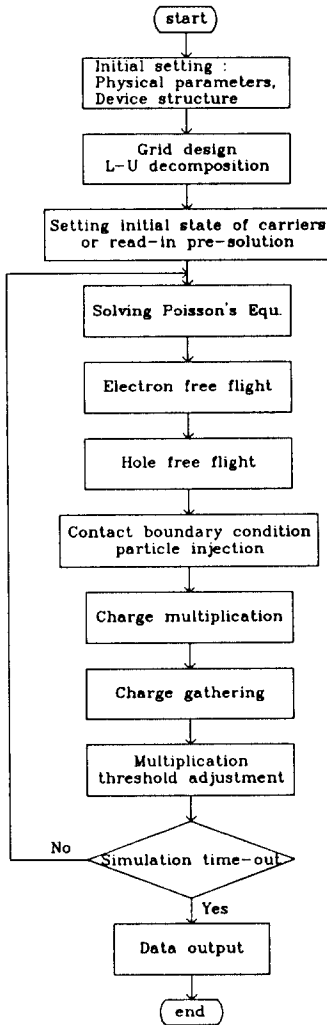 start
Initial setting :
Physical parameters,
Device structure
Grid design
L-U decomposition
Setting initial state of carriers
or read-in pre-solution
Solving Poisson's Equ.
Electron free flight
Hole free flight
Contact boundary condition
particle injection
Charge multiplication
Charge gathering
Multiplication
threshold adjustment
No
Simulation time-out
Yes
Data output
end